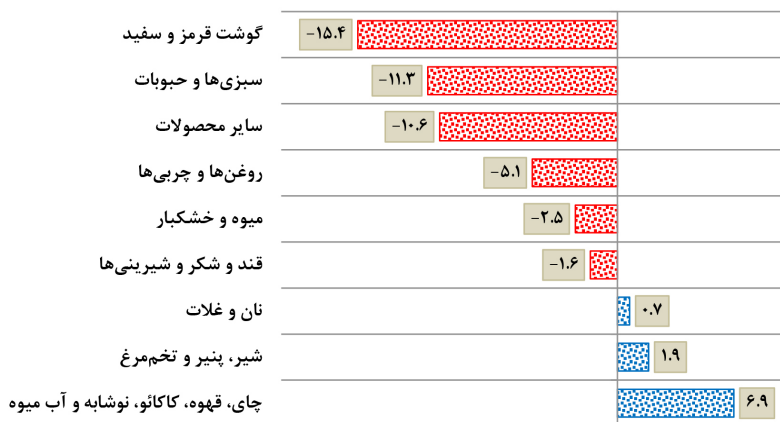 گوشت قرمز و سفید −۱۵.۴
سبزی‌ها و حبوبات −۱۱.۳
سایر محصولات −۱۰.۶
روغن‌ها و چربی‌ها −۵.۱
میوه و خشکبار −۲.۵
قند و شکر و شیرینی‌ها −۱.۶
نان و غلات ۰.۷
شیر، پنیر و تخم‌مرغ ۱.۹
چای، قهوه، کاکائو، نوشابه و آب میوه ۶.۹